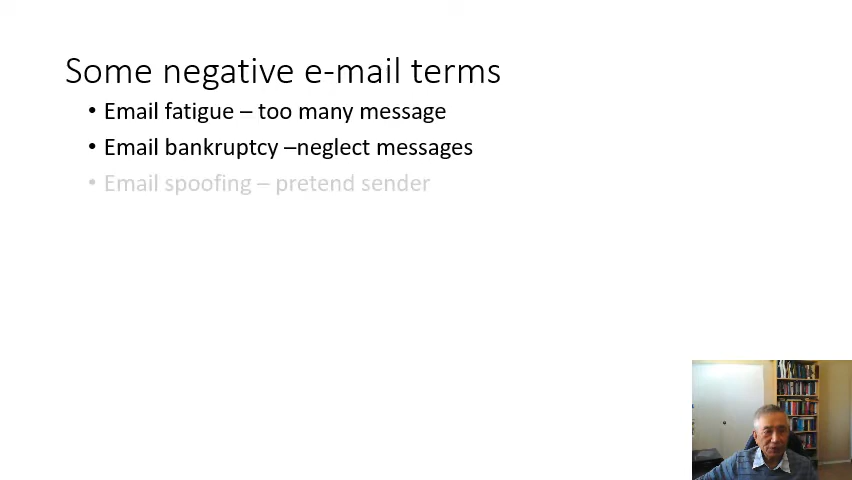 Some negative e-mail terms
• Email fatigue – too many message
• Email bankruptcy –neglect messages
• Email spoofing – pretend sender